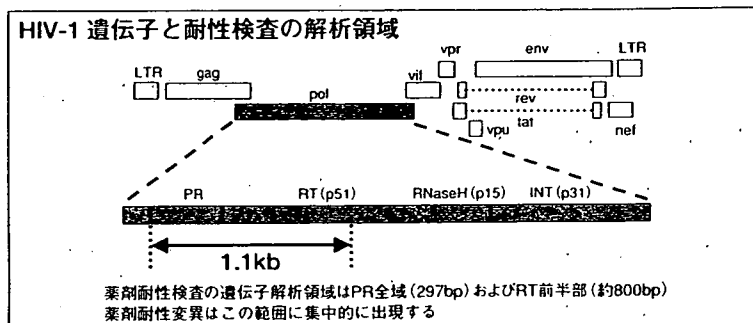 HIV-1 遺伝子と耐性検査の解析領域
vpr env LTR
LTR gag vif
pol rev
tat
vpu nef
PR RT(p51) RNaseH(p15) INT(p31)
1.1kb
薬剤耐性検査の遺伝子解析領域はPR全域(297bp)およびRT前半部(約800bp)
薬剤耐性変異はこの範囲に集中的に出現する